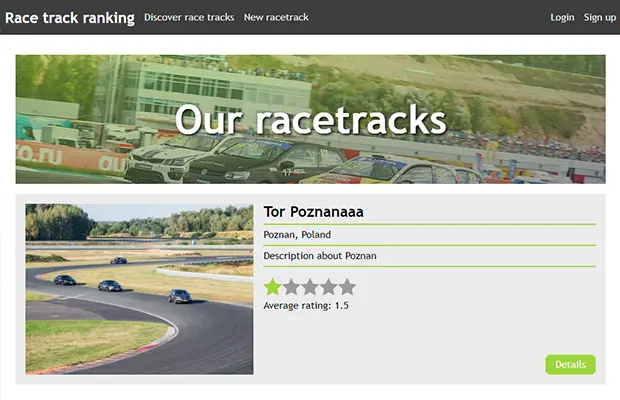 Race track ranking Discover race tracks New racetrack Login Sign up
Our racetracks
Tor Poznanaaa
Poznan, Poland
Description about Poznan
Average rating: 1.5
Details